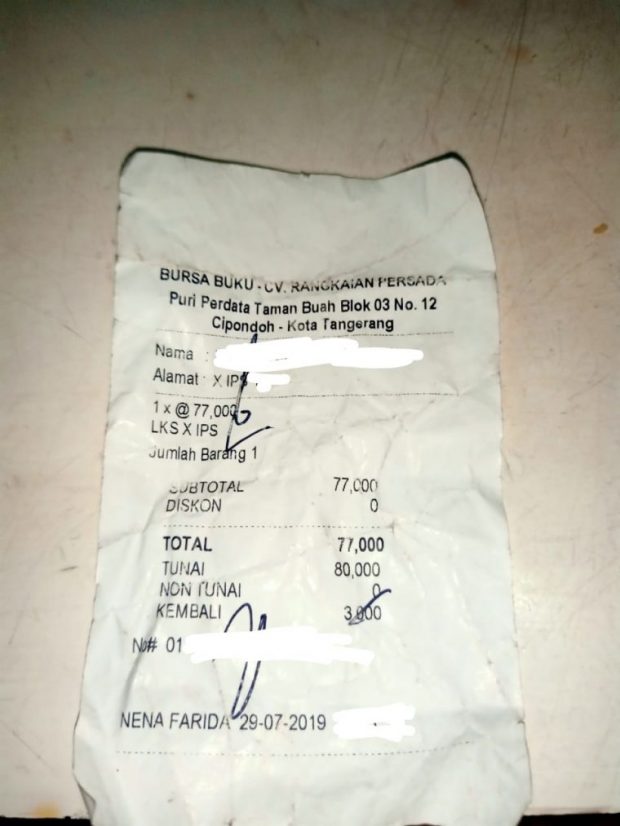 BURSA BUKU - CV. RANGKAIAN PERSADA
Puri Perdata Taman Buah Blok 03 No. 12
Cipondoh - Kota Tangerang
Nama :
Alamat : X IPS
1 x @ 77,000
LKS X IPS
Jumlah Barang 1
SUBTOTAL 77,000
DISKON 0
TOTAL 77,000
TUNAI 80,000
NON TUNAI 0
KEMBALI 3,000
No# 01
NENA FARIDA 29-07-2019